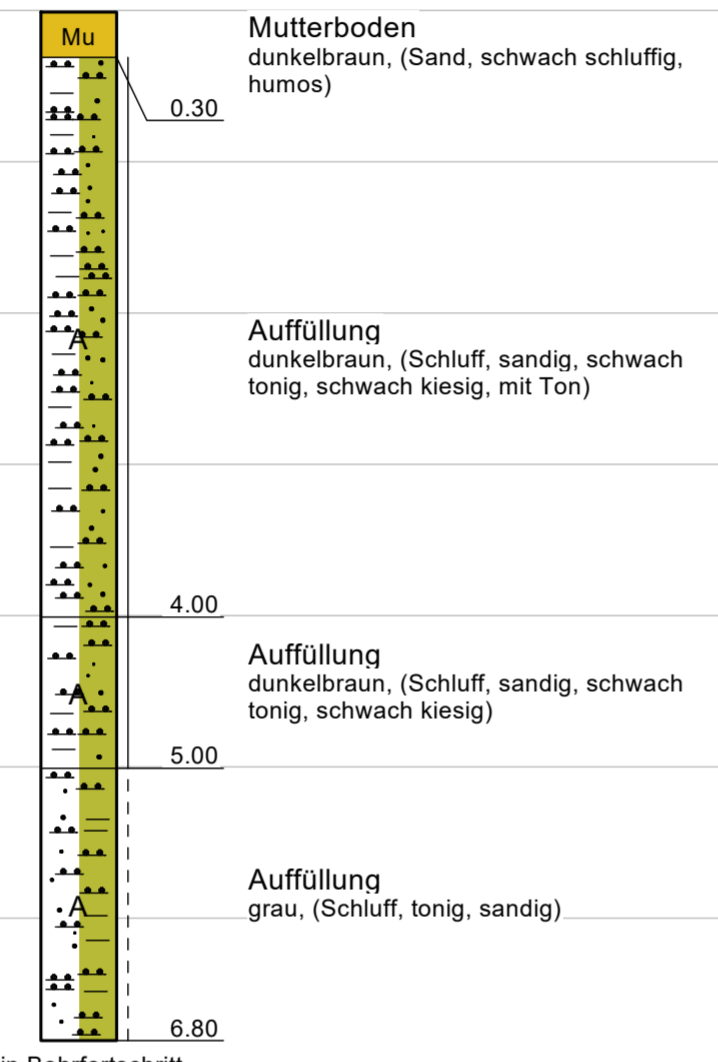 Mu
Mutterboden
dunkelbraun, (Sand, schwach schluffig,
humos)
0.30
A
Auffüllung
dunkelbraun, (Schluff, sandig, schwach
tonig, schwach kiesig, mit Ton)
4.00
A
Auffüllung
dunkelbraun, (Schluff, sandig, schwach
tonig, schwach kiesig)
5.00
A
Auffüllung
grau, (Schluff, tonig, sandig)
6.80